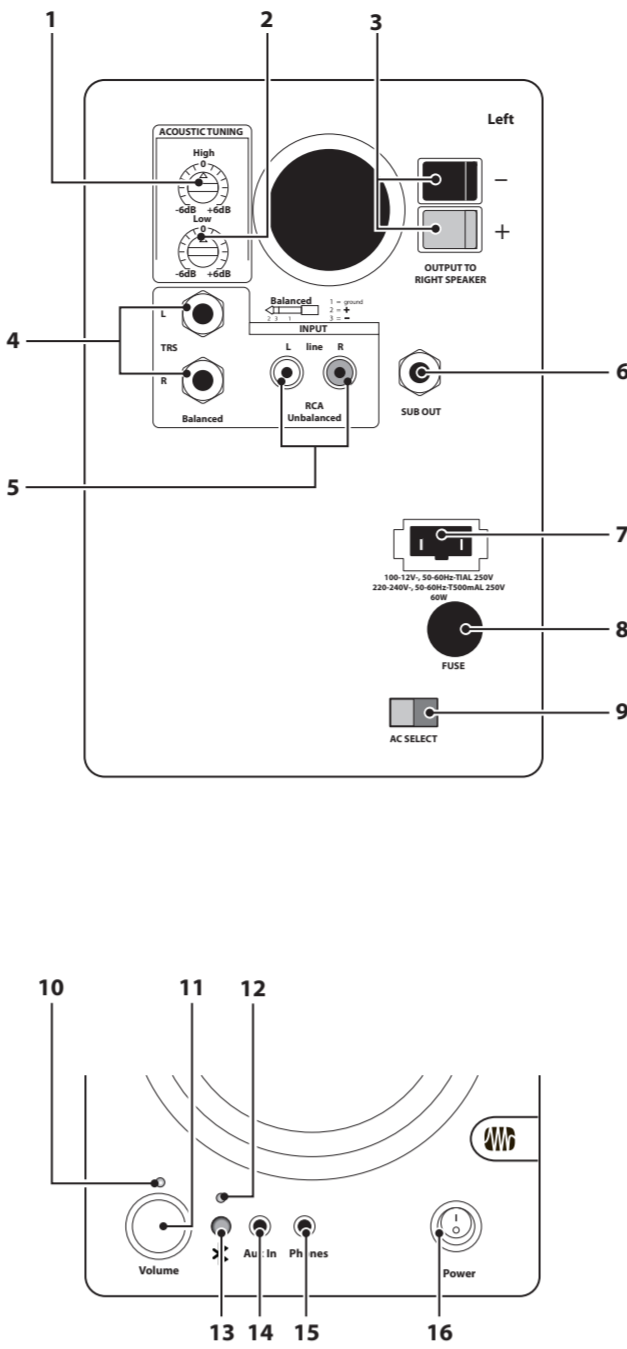 1
2
3
Left
ACOUSTIC TUNING
High
0
-6dB +6dB
Low
0
-6dB +6dB
−
+
OUTPUT TO
RIGHT SPEAKER
4
L
TRS
R
Balanced
Balanced
2 3 1
1 = ground
2 = +
3 = −
INPUT
L line R
RCA
Unbalanced
5
SUB OUT
6
7
100-12V-, 50-60Hz-TIAL 250V
220-240V-, 50-60Hz-T500mAL 250V
60W
8
FUSE
9
AC SELECT
10
11
12
Volume
Aux In
Phones
Power
13
14
15
16